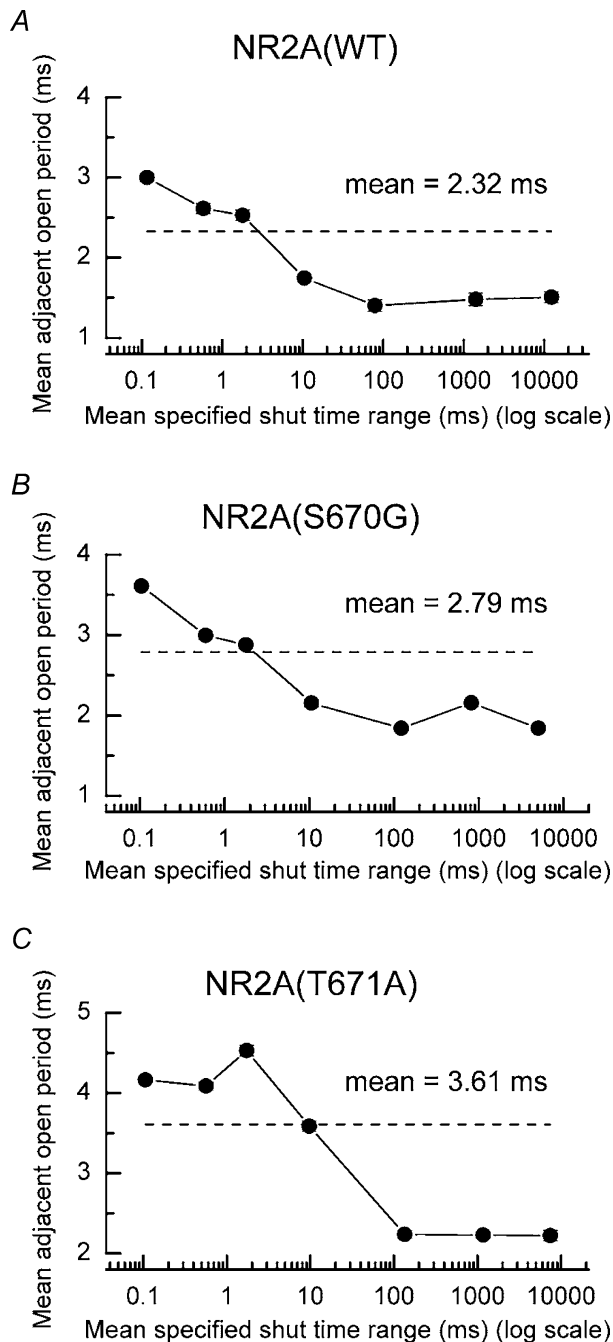 A
NR2A(WT)
Mean adjacent open period (ms)
4
3
2
1
mean = 2.32 ms
0.1 1 10 100 1000 10000
Mean specified shut time range (ms) (log scale)
B
NR2A(S670G)
Mean adjacent open period (ms)
4
3
2
1
mean = 2.79 ms
0.1 1 10 100 1000 10000
Mean specified shut time range (ms) (log scale)
C
NR2A(T671A)
Mean adjacent open period (ms)
5
4
3
2
mean = 3.61 ms
0.1 1 10 100 1000 10000
Mean specified shut time range (ms) (log scale)